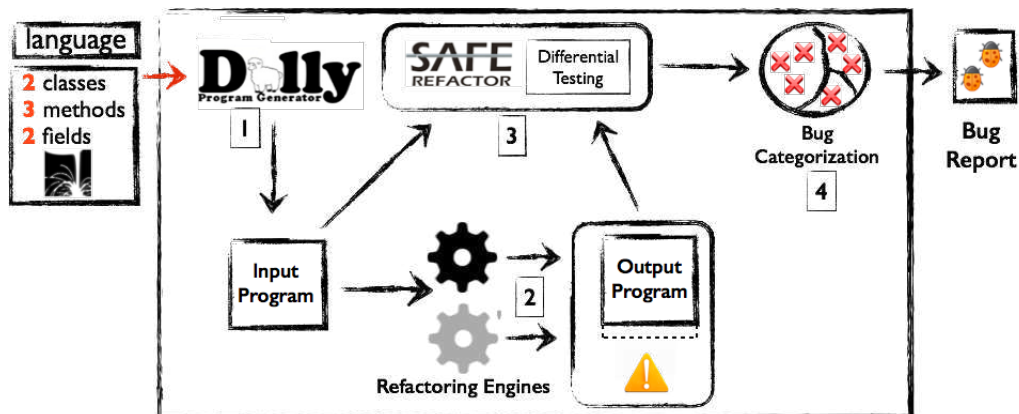 language
2 classes
3 methods
2 fields
Dolly
Program Generator
1
SAFE
REFACTOR
Differential
Testing
3
Bug
Categorization
4
Bug
Report
Input
Program
2
Refactoring Engines
Output
Program